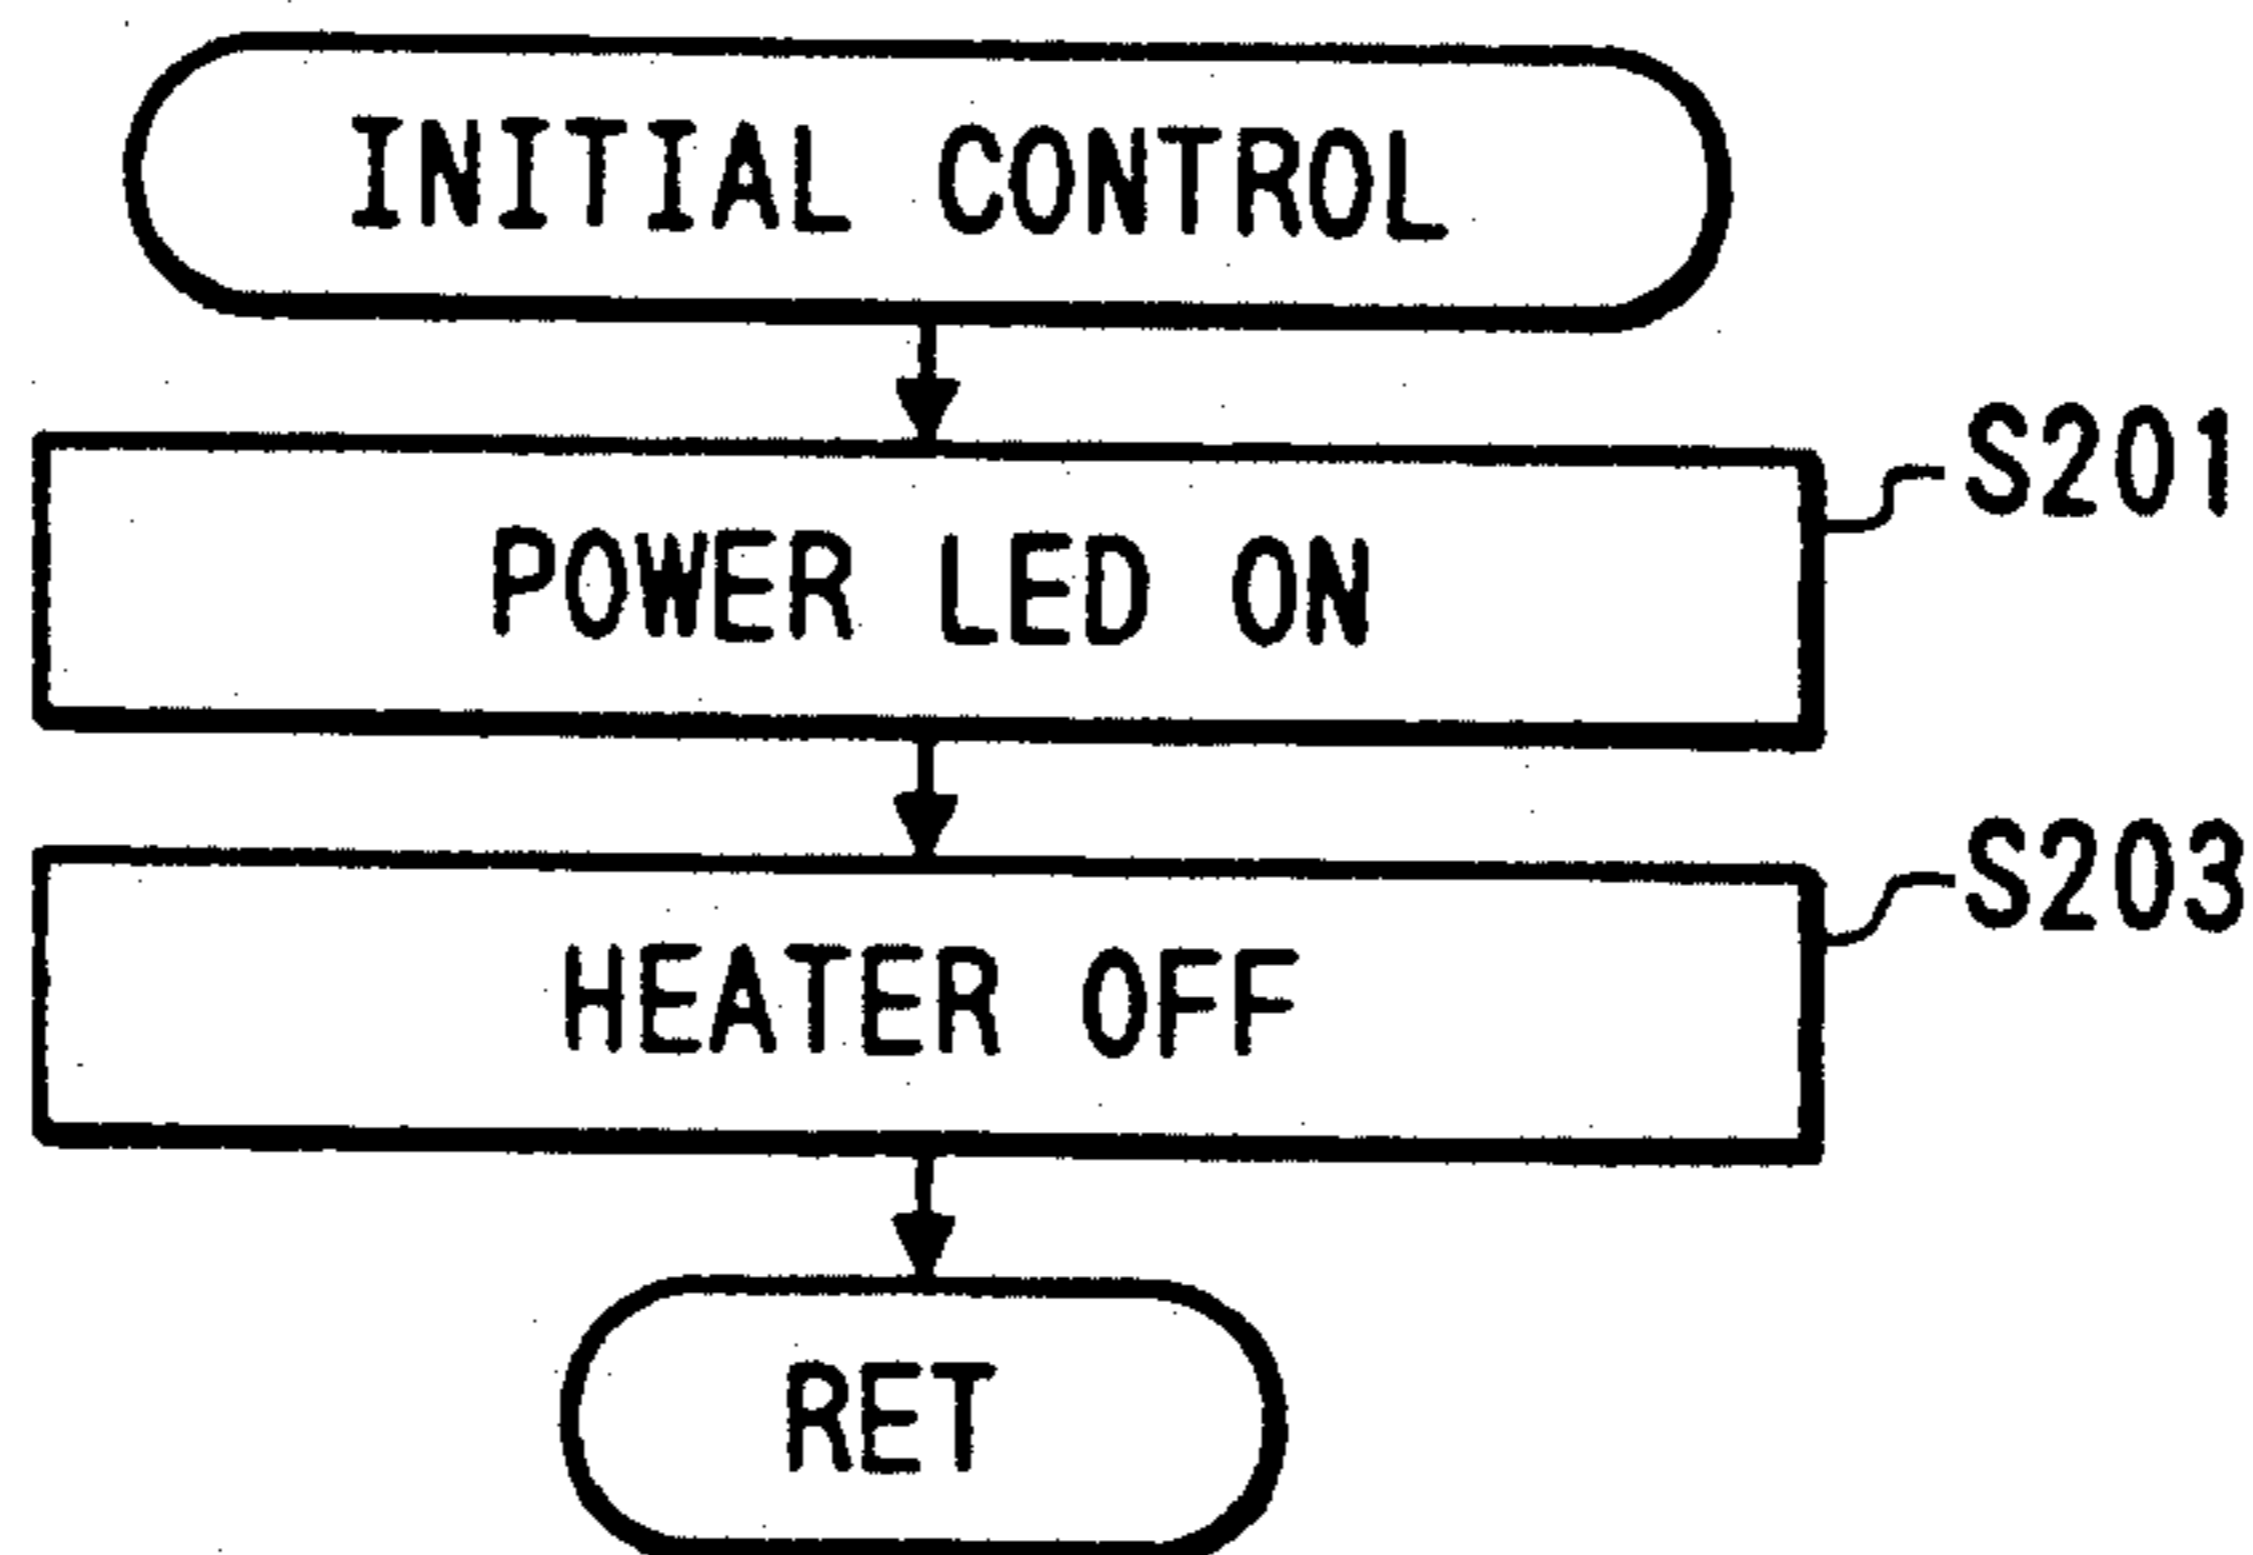 INITIAL CONTROL
S201
POWER LED ON
S203
HEATER OFF
RET